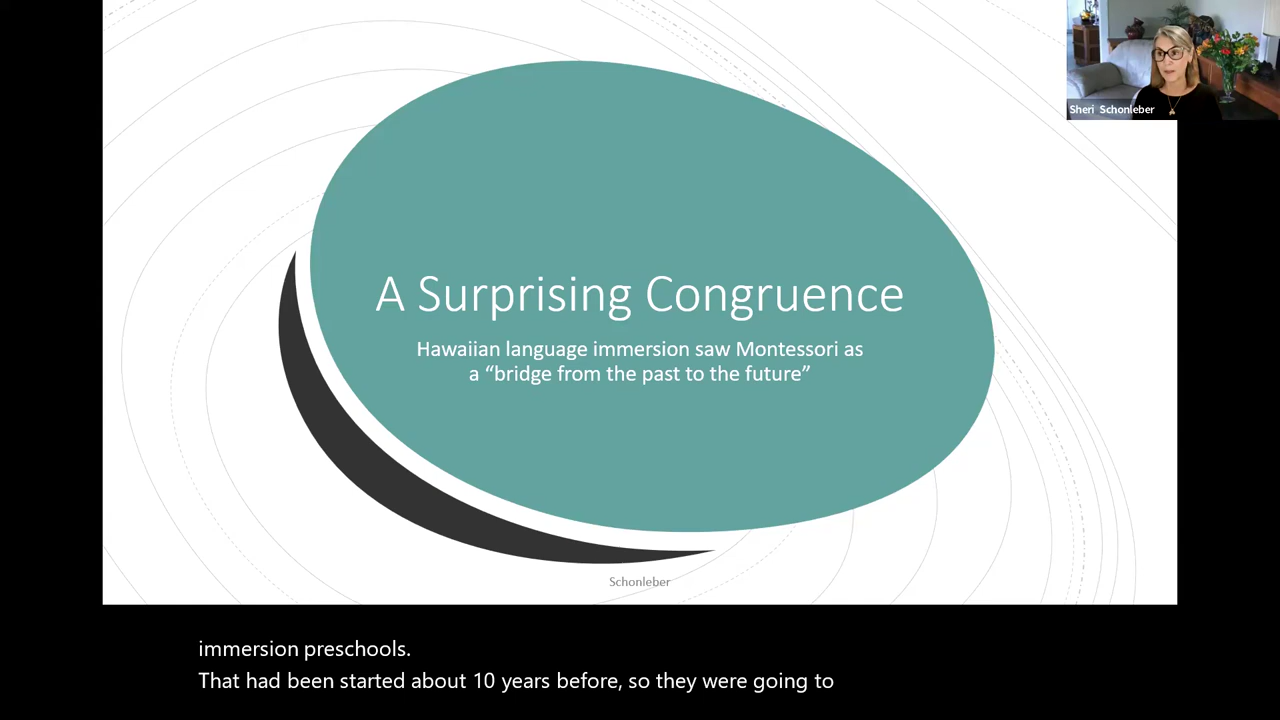 Sheri Schonleber
A Surprising Congruence
Hawaiian language immersion saw Montessori as
a “bridge from the past to the future”
Schonleber
immersion preschools.
That had been started about 10 years before, so they were going to